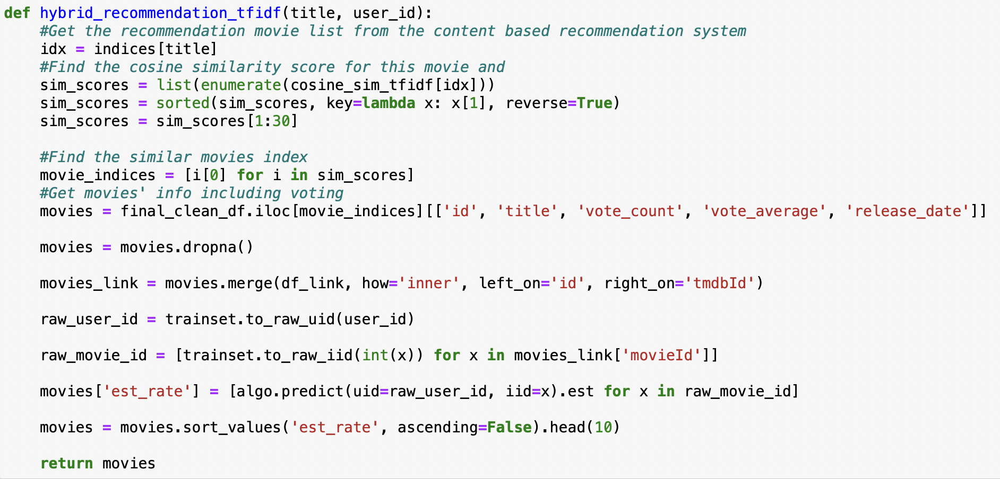 def hybrid_recommendation_tfidf(title, user_id):
    #Get the recommendation movie list from the content based recommendation system
    idx = indices[title]
    #Find the cosine similarity score for this movie and
    sim_scores = list(enumerate(cosine_sim_tfidf[idx]))
    sim_scores = sorted(sim_scores, key=lambda x: x[1], reverse=True)
    sim_scores = sim_scores[1:30]
    #Find the similar movies index
    movie_indices = [i[0] for i in sim_scores]
    #Get movies' info including voting
    movies = final_clean_df.iloc[movie_indices][['id', 'title', 'vote_count', 'vote_average', 'release_date']]
    movies = movies.dropna()
    movies_link = movies.merge(df_link, how='inner', left_on='id', right_on='tmdbId')
    raw_user_id = trainset.to_raw_uid(user_id)
    raw_movie_id = [trainset.to_raw_iid(int(x)) for x in movies_link['movieId']]
    movies['est_rate'] = [algo.predict(uid=raw_user_id, iid=x).est for x in raw_movie_id]
    movies = movies.sort_values('est_rate', ascending=False).head(10)
    return movies